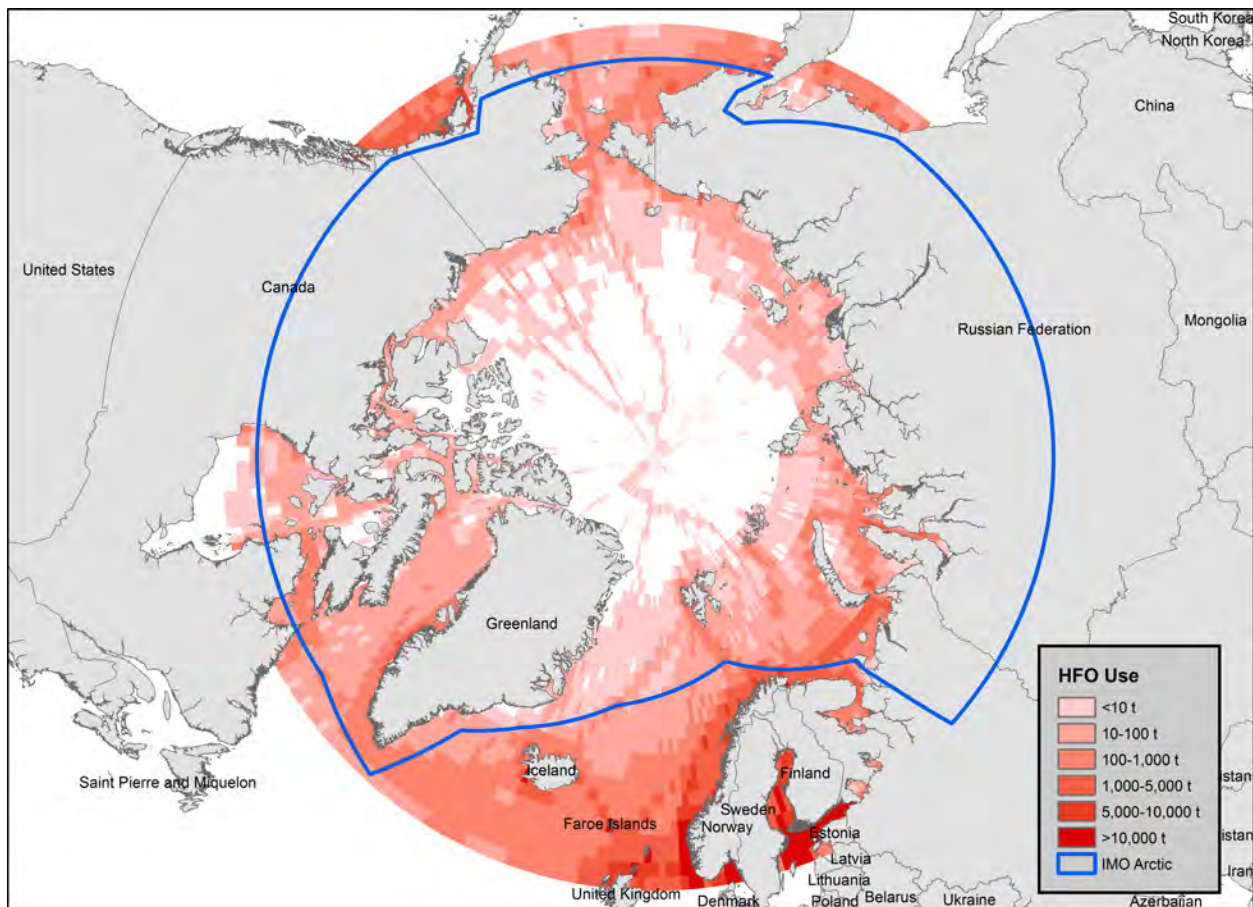 South Korea
North Korea
China
United States
Canada
Russian Federation
Mongolia
Greenland
Saint Pierre and Miquelon
Iceland
Finland
Faroe Islands
Sweden
Norway
Estonia
Latvia
Lithuania
United Kingdom
Denmark
Poland
Belarus
Ukraine
Azerbaijan
Iran
HFO Use
<10 t
10-100 t
100-1,000 t
1,000-5,000 t
5,000-10,000 t
>10,000 t
IMO Arctic